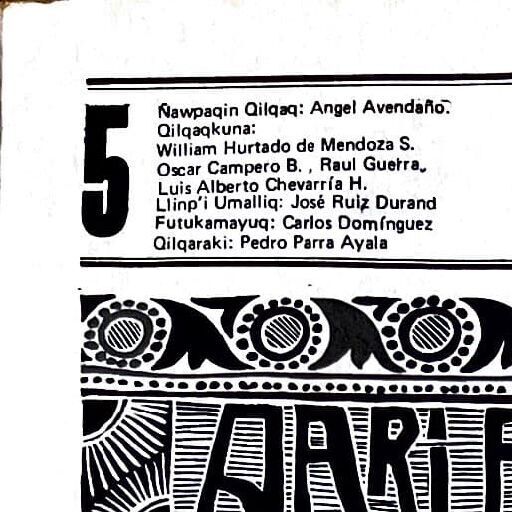 5
Ñawpaqin Qilqaq: Angel Avendaño.
Qilqaqkuna:
William Hurtado de Mendoza S.
Oscar Campero B. , Raul Guerra,
Luis Alberto Chevarría H.
Llinp'i Umalliq: José Ruiz Durand
Futukamayuq: Carlos Domínguez
Qilqaraki: Pedro Parra Ayala